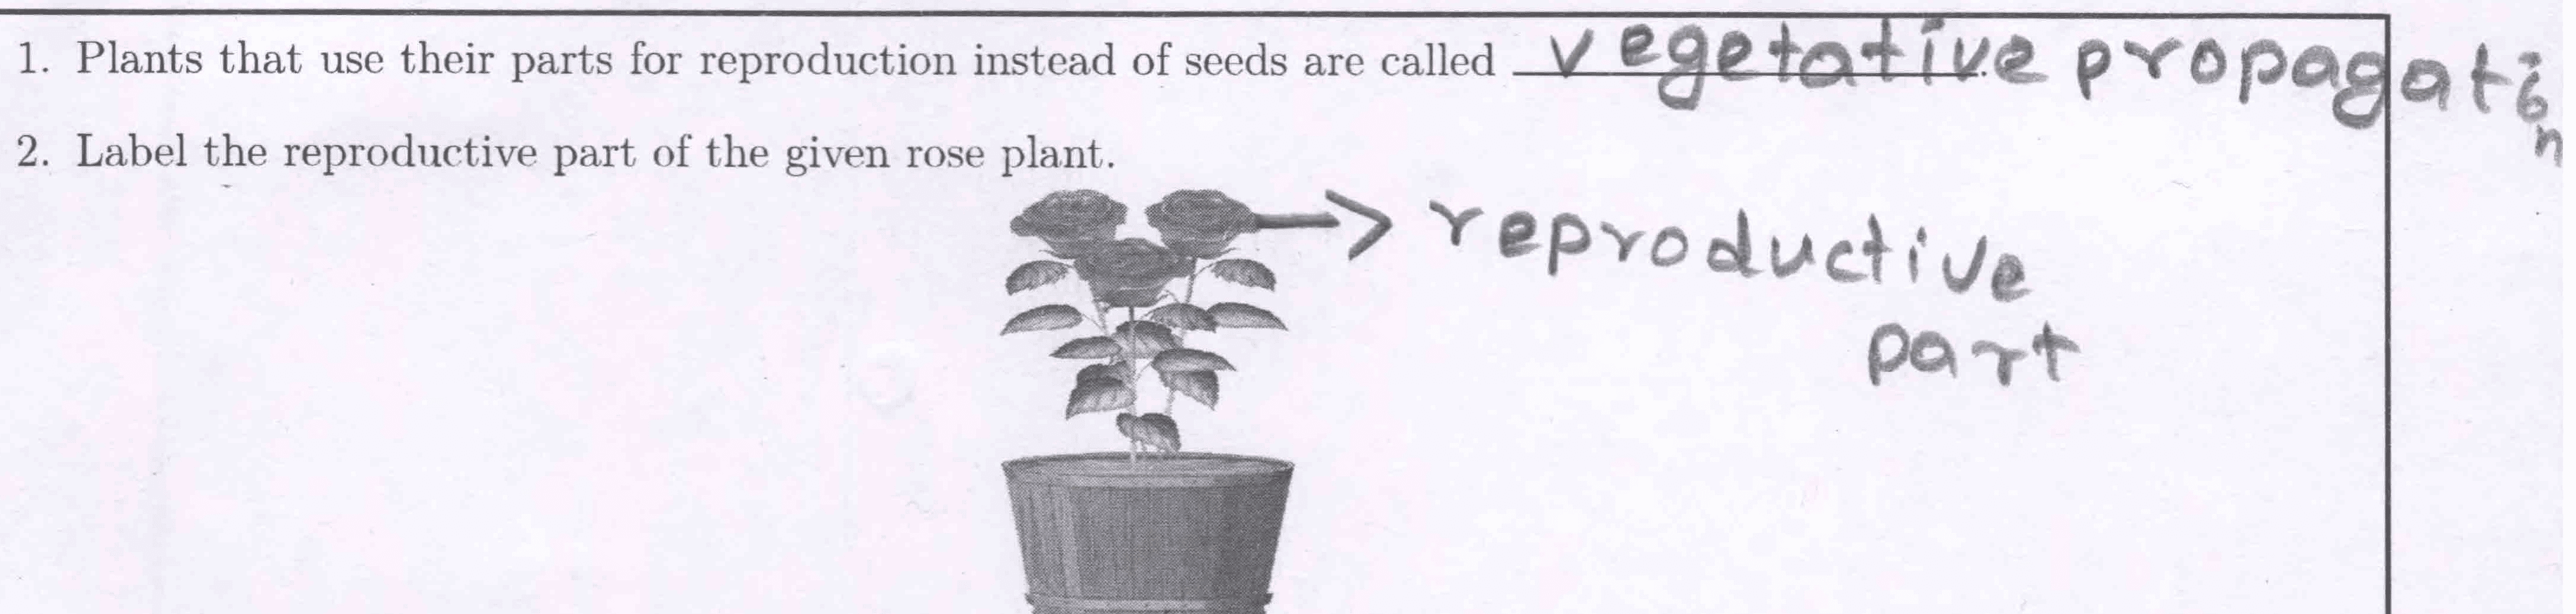 1. Plants that use their parts for reproduction instead of seeds are called vegetative propagation.
2. Label the reproductive part of the given rose plant.
reproductive
part